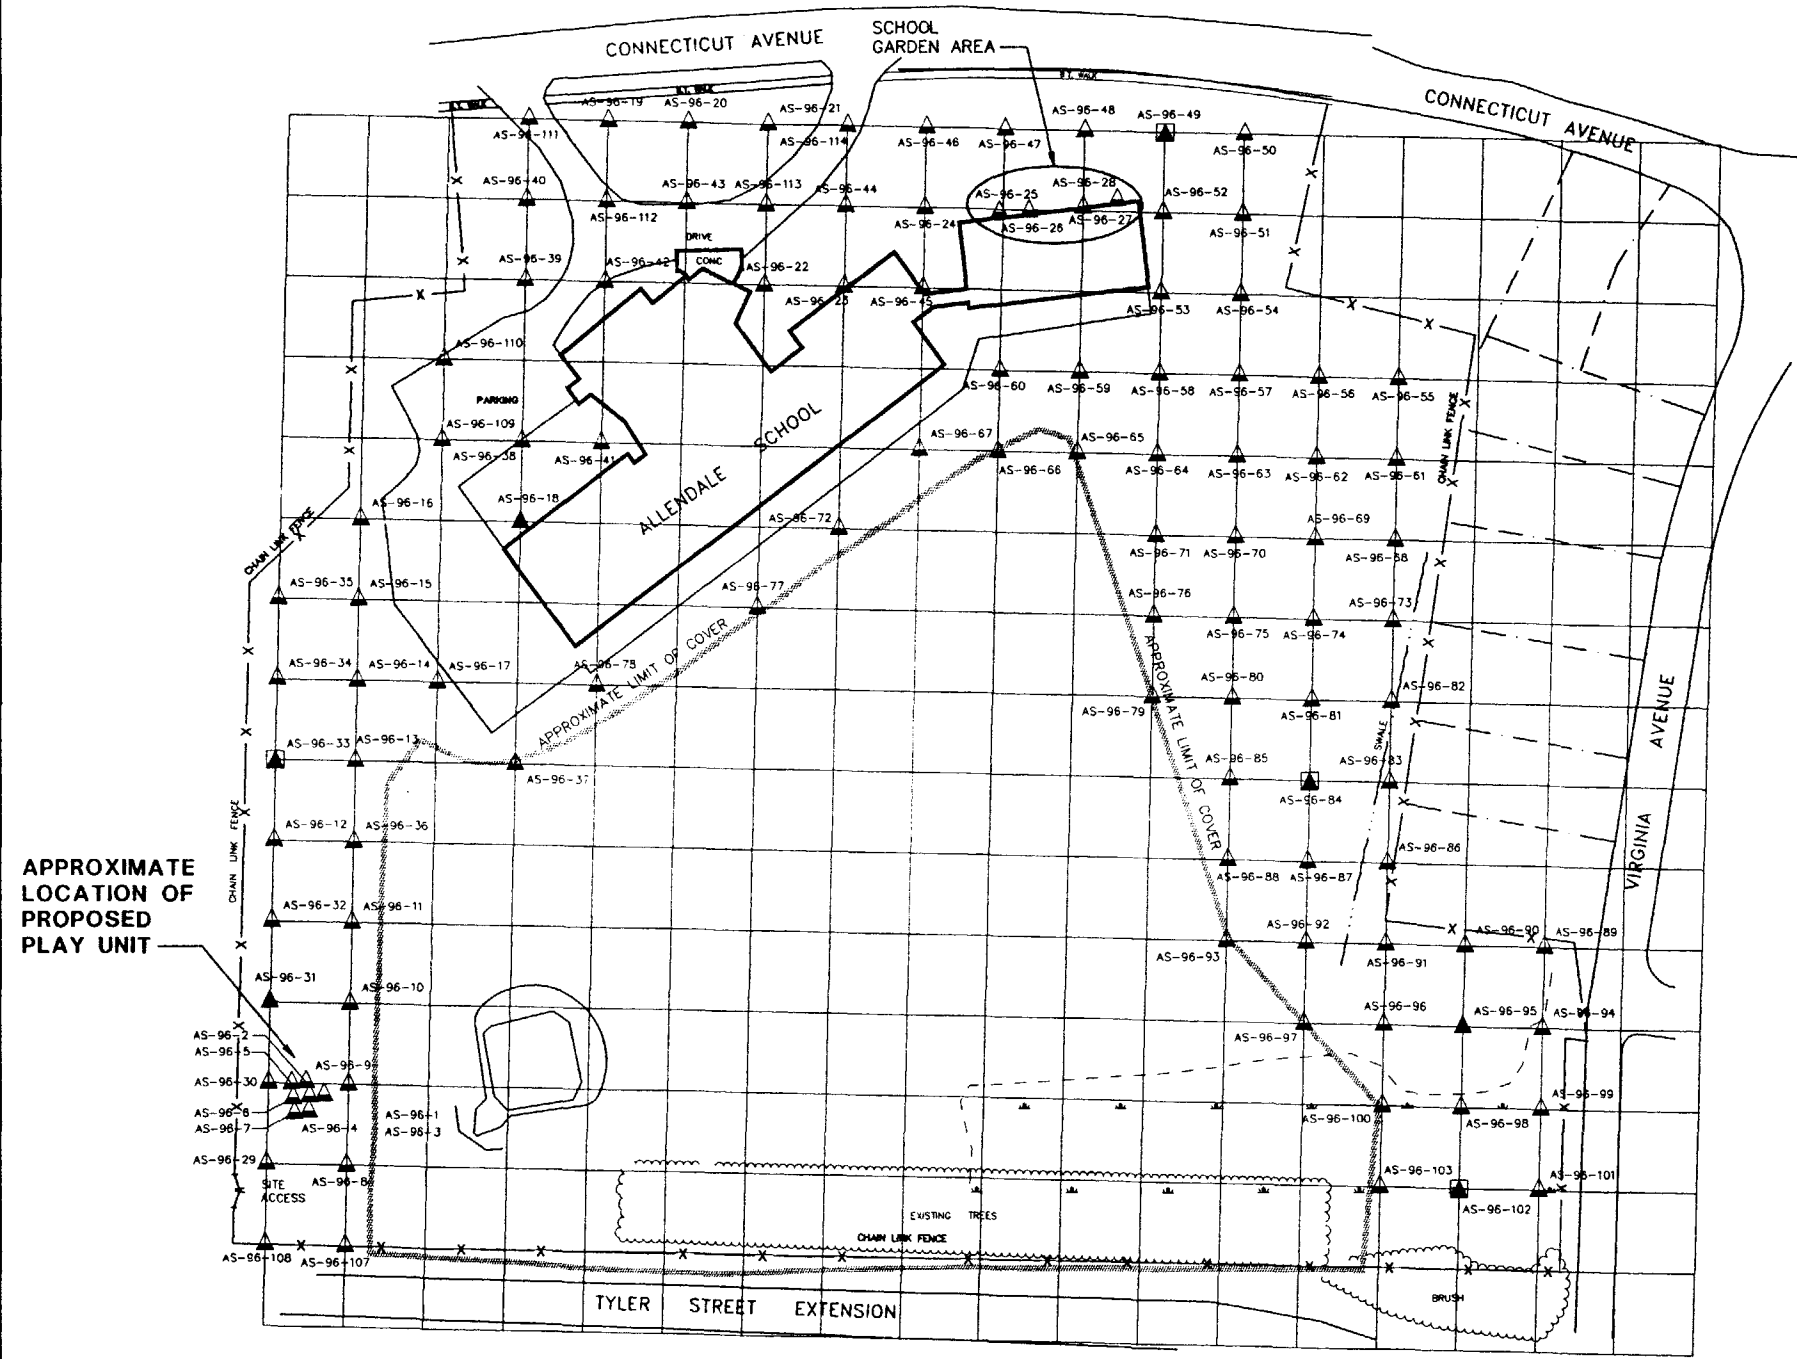 CONNECTICUT AVENUE
SCHOOL
GARDEN AREA
BIT. WALK
BIT. WALK
BIT. WALK
CONNECTICUT AVENUE
AS-96-19
AS-96-20
AS-96-21
AS-96-48
AS-96-49
AS-96-111
AS-96-114
AS-96-46
AS-96-47
AS-96-50
AS-96-40
AS-96-43
AS-96-113
AS-96-44
AS-96-25
AS-96-28
AS-96-52
AS-96-112
AS-96-24
AS-96-26
AS-96-27
AS-96-51
DRIVE
CONC
AS-96-39
AS-96-42
AS-96-22
AS-96-23
AS-96-45
AS-96-53
AS-96-54
AS-96-110
AS-96-60
AS-96-59
AS-96-58
AS-96-57
AS-96-56
AS-96-55
PARKING
AS-96-109
AS-96-38
AS-96-41
SCHOOL
ALLENDALE
AS-96-67
AS-96-66
AS-96-65
AS-96-64
AS-96-63
AS-96-62
AS-96-61
CHAIN LINK FENCE
AS-96-16
AS-96-18
AS-96-72
AS-96-69
AS-96-71
AS-96-70
AS-96-68
CHAIN LINK FENCE
AS-96-35
AS-96-15
AS-96-77
AS-96-76
AS-96-73
AS-96-75
AS-96-74
AS-96-34
AS-96-14
AS-96-17
AS-96-78
APPROXIMATE LIMIT OF COVER
APPROXIMATE LIMIT OF COVER
AS-96-80
AS-96-82
AS-96-79
AS-96-81
AS-96-33
AS-96-13
AS-96-37
AS-96-85
SWALE
AS-96-83
AS-96-84
VIRGINIA AVENUE
AS-96-12
AS-96-36
CHAIN LINK FENCE
AS-96-88
AS-96-87
AS-96-86
APPROXIMATE
LOCATION OF
PROPOSED
PLAY UNIT
AS-96-32
AS-96-11
AS-96-93
AS-96-92
AS-96-91
AS-96-90
AS-96-89
AS-96-31
AS-96-10
AS-96-97
AS-96-96
AS-96-95
AS-96-94
AS-96-2
AS-96-5
AS-96-9
AS-96-30
AS-96-6
AS-96-7
AS-96-4
AS-96-1
AS-96-3
AS-96-100
AS-96-98
AS-96-99
AS-96-29
AS-96-8
SITE
ACCESS
AS-96-103
AS-96-102
AS-96-101
EXISTING TREES
CHAIN LINK FENCE
AS-96-108
AS-96-107
TYLER STREET EXTENSION
BRUSH